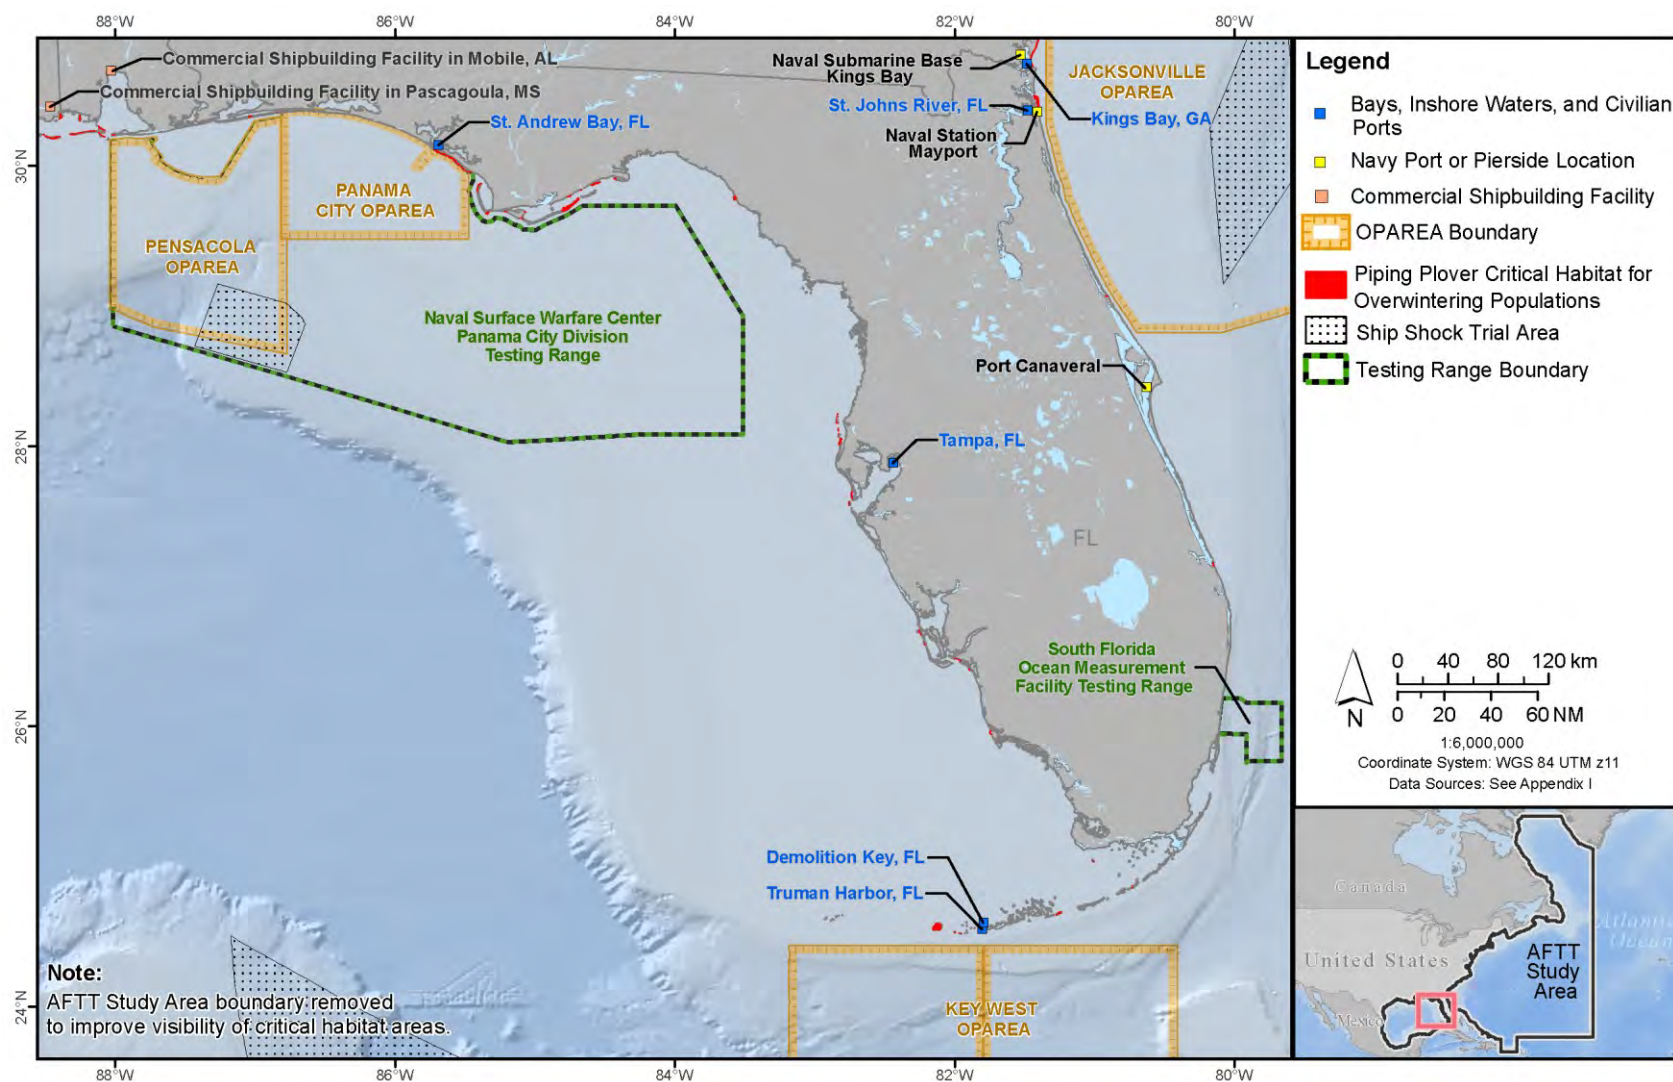 88°W
86°W
84°W
82°W
80°W
Commercial Shipbuilding Facility in Mobile, AL
Commercial Shipbuilding Facility in Pascagoula, MS
St. Andrew Bay, FL
Naval Submarine Base
Kings Bay
St. Johns River, FL
Naval Station
Mayport
JACKSONVILLE
OPAREA
Kings Bay, GA
30°N
PANAMA
CITY OPAREA
PENSACOLA
OPAREA
Naval Surface Warfare Center
Panama City Division
Testing Range
Port Canaveral
28°N
Tampa, FL
FL
South Florida
Ocean Measurement
Facility Testing Range
26°N
Demolition Key, FL
Truman Harbor, FL
24°N
KEY WEST
OPAREA
Note:
AFTT Study Area boundary removed
to improve visibility of critical habitat areas.
88°W
86°W
84°W
82°W
80°W
Legend
Bays, Inshore Waters, and Civilian
Ports
Navy Port or Pierside Location
Commercial Shipbuilding Facility
OPAREA Boundary
Piping Plover Critical Habitat for
Overwintering Populations
Ship Shock Trial Area
Testing Range Boundary
0 40 80 120 km
0 20 40 60 NM
N
1:6,000,000
Coordinate System: WGS 84 UTM z11
Data Sources: See Appendix I
Canada
United States
Mexico
Atlantic
Ocean
AFTT
Study
Area